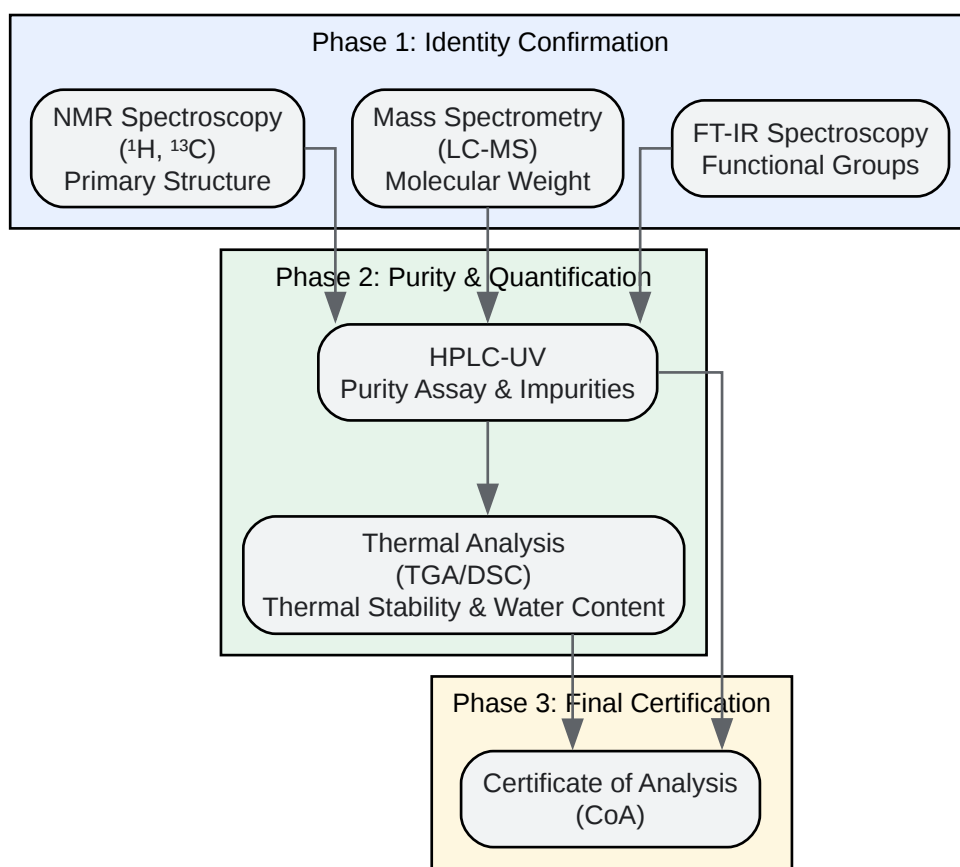 Phase 1: Identity Confirmation
NMR Spectroscopy
(¹H, ¹³C)
Primary Structure
Mass Spectrometry
(LC-MS)
Molecular Weight
FT-IR Spectroscopy
Functional Groups
Phase 2: Purity & Quantification
HPLC-UV
Purity Assay & Impurities
Thermal Analysis
(TGA/DSC)
Thermal Stability & Water Content
Phase 3: Final Certification
Certificate of Analysis
(CoA)